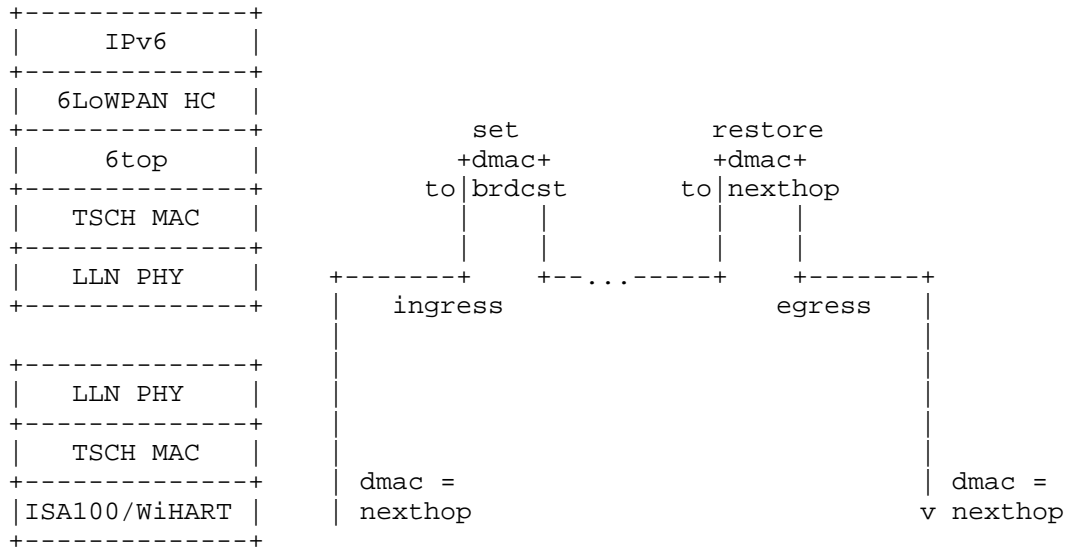 IPv6
6LoWPAN HC
set restore
6top +dmac+ +dmac+
to|brdcst to|nexthop
TSCH MAC
LLN PHY
ingress egress
LLN PHY
TSCH MAC
dmac = dmac =
ISA100/WiHART nexthop v nexthop